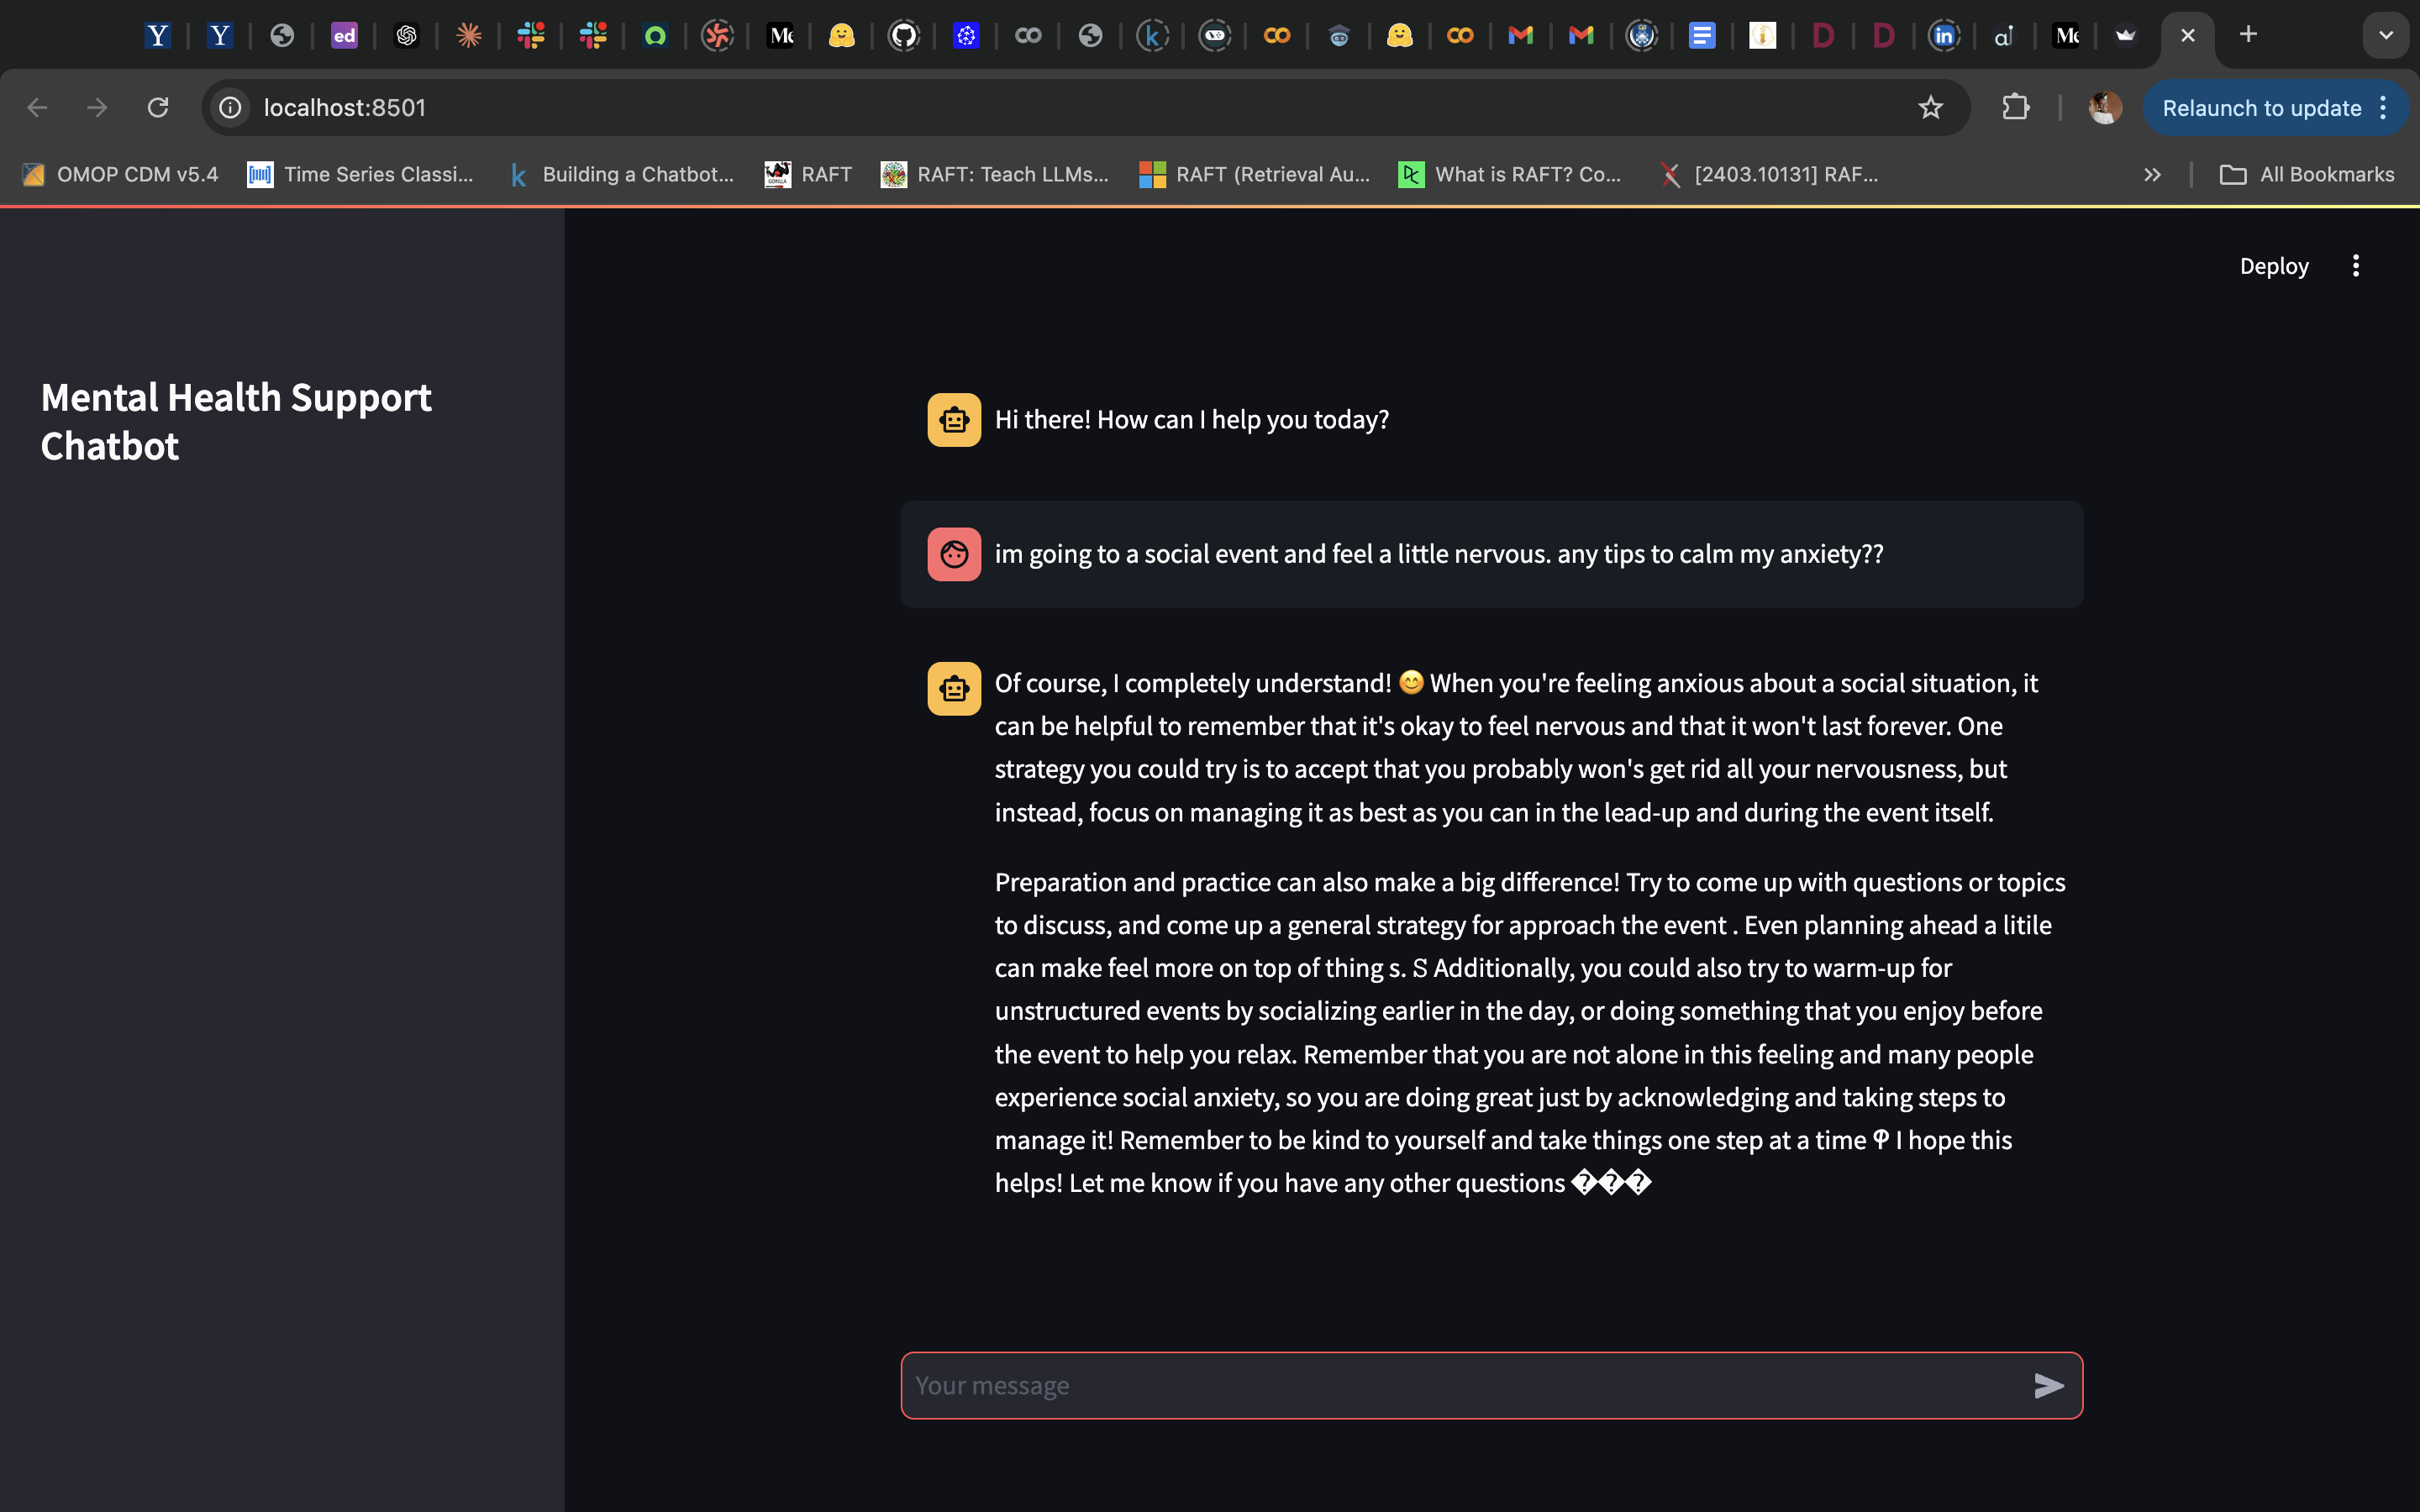 Y Y ed Me k Me
localhost:8501
Relaunch to update
OMOP CDM v5.4 Time Series Classi... Building a Chatbot... RAFT RAFT: Teach LLMs... RAFT (Retrieval Au... What is RAFT? Co... [2403.10131] RAF... All Bookmarks
Deploy
Mental Health Support
Chatbot
Hi there! How can I help you today?
im going to a social event and feel a little nervous. any tips to calm my anxiety??
Of course, I completely understand! 😊 When you're feeling anxious about a social situation, it
can be helpful to remember that it's okay to feel nervous and that it won't last forever. One
strategy you could try is to accept that you probably won's get rid all your nervousness, but
instead, focus on managing it as best as you can in the lead-up and during the event itself.
Preparation and practice can also make a big difference! Try to come up with questions or topics
to discuss, and come up a general strategy for approach the event . Even planning ahead a litile
can make feel more on top of thing s. S Additionally, you could also try to warm-up for
unstructured events by socializing earlier in the day, or doing something that you enjoy before
the event to help you relax. Remember that you are not alone in this feeling and many people
experience social anxiety, so you are doing great just by acknowledging and taking steps to
manage it! Remember to be kind to yourself and take things one step at a time I hope this
helps! Let me know if you have any other questions ���
Your message